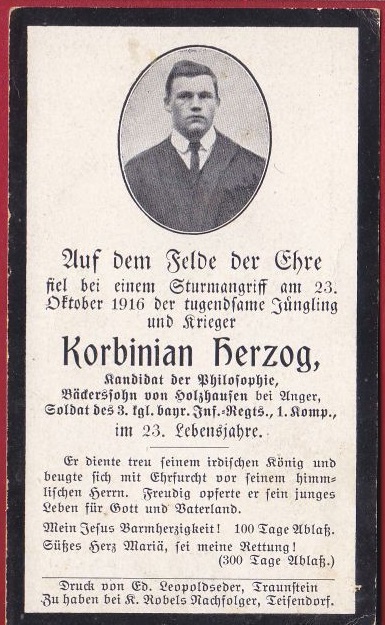 Auf dem Felde der Ehre
fiel bei einem Sturmangriff am 23.
Oktober 1916 der tugendsame Jüngling
und Krieger
Korbinian Herzog,
Kandidat der Philosophie,
Bäckerssohn von Holzhausen bei Anger,
Soldat des 3. kgl. bayr. Inf.-Regts., 1. Komp.,
im 23. Lebensjahre.
Er diente treu seinem irdischen König und
beugte sich mit Ehrfurcht vor seinem himm-
lischen Herrn. Freudig opferte er sein junges
Leben für Gott und Vaterland.
Mein Jesus Barmherzigkeit! 100 Tage Ablaß.
Süßes Herz Mariä, sei meine Rettung!
(300 Tage Ablaß.)
Druck von Ed. Leopoldseder, Traunstein
Zu haben bei K. Robels Nachfolger, Teisendorf.